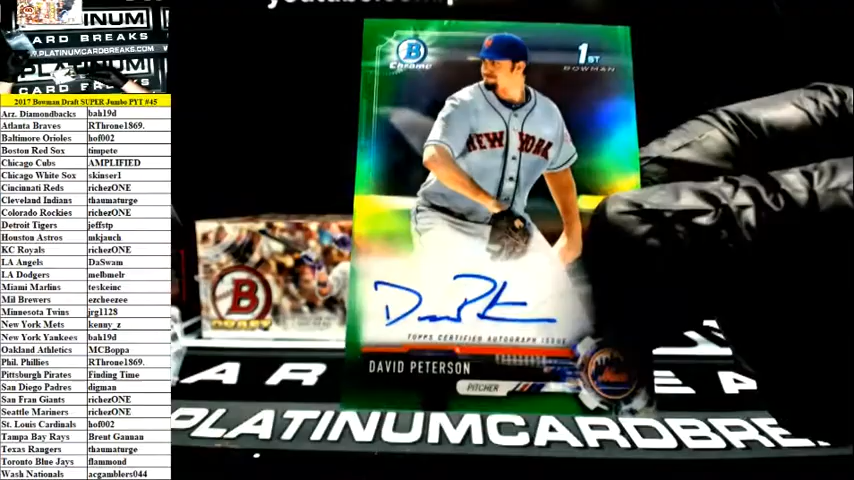 INUM
ARD BREAKS
WWW.PLATINUMCARDBREAKS.COM
PLATINUM
2017 Bowman Draft SUPER Jumbo PYT #45
Arz. Diamondbacks bah19d
Atlanta Braves RThrone1869.
Baltimore Orioles hof002
Boston Red Sox timpete
Chicago Cubs AMPLIFIED
Chicago White Sox skinser1
Cincinati Reds richezONE
Cleveland Indians thaumaturge
Colorado Rockies richezONE
Detroit Tigers jeffstp
Houston Astros mkjauch
KC Royals richezONE
LA Angels DaSwam
LA Dodgers melbmelr
Miami Marlins teskeinc
Mil Brewers ezcheezee
Minnesota Twins jrg1128
New York Mets kenny_z
New York Yankees bah19d
Oakland Athletics MCBoppa
Phil. Phillies RThrone1869.
Pittsburgh Pirates Finding Time
San Diego Padres digman
San Fran Giants richezONE
Seattle Mariners richezONE
St. Louis Cardinals hof002
Tampa Bay Rays Brent Gannan
Texas Rangers thaumaturge
Toronto Blue Jays flammond
Wash Nationals acgamblers044
B
Chrome
1ST
BOWMAN
NEW YORK
TOPPS CERTIFIED AUTOGRAPH ISSUE
DAVID PETERSON
PITCHER
Mets
B
DRAFT
PLATINUMCARDBRE